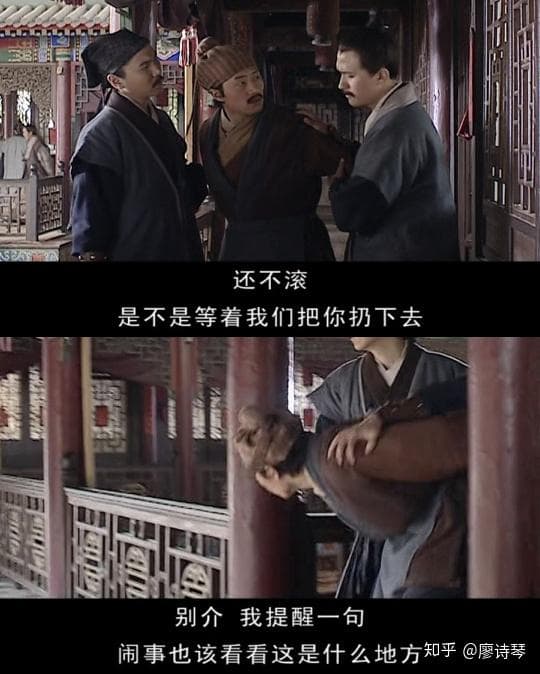 还不滚
是不是等着我们把你扔下去
别介 我提醒一句
闹事也该看看这是什么地方
知乎 @廖诗琴